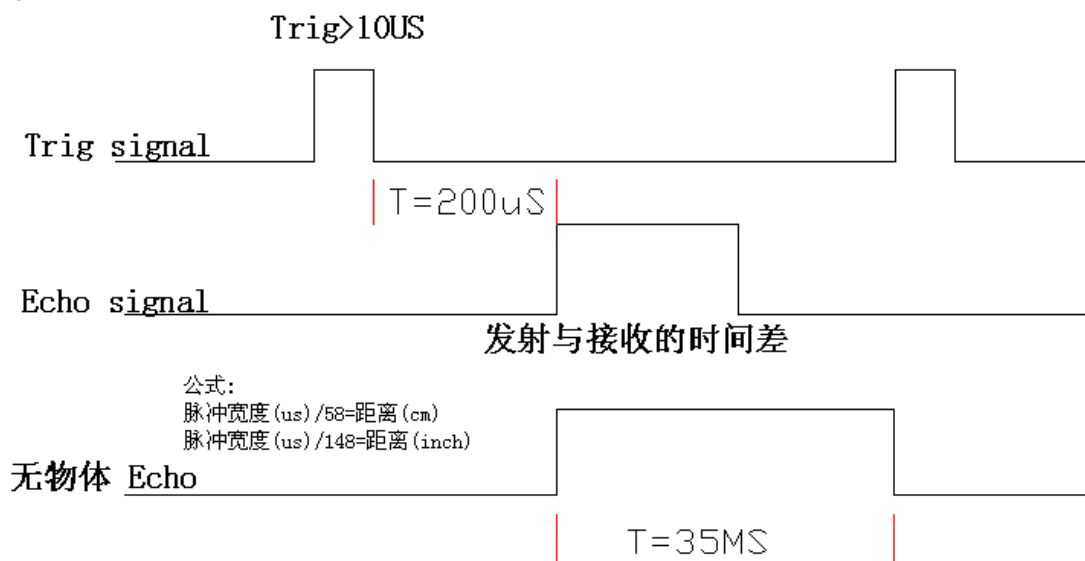 Trig>10US
Trig signal
T=200uS
Echo signal
发射与接收的时间差
公式:
脉冲宽度(us)/58=距离(cm)
脉冲宽度(us)/148=距离(inch)
无物体 Echo
T=35MS